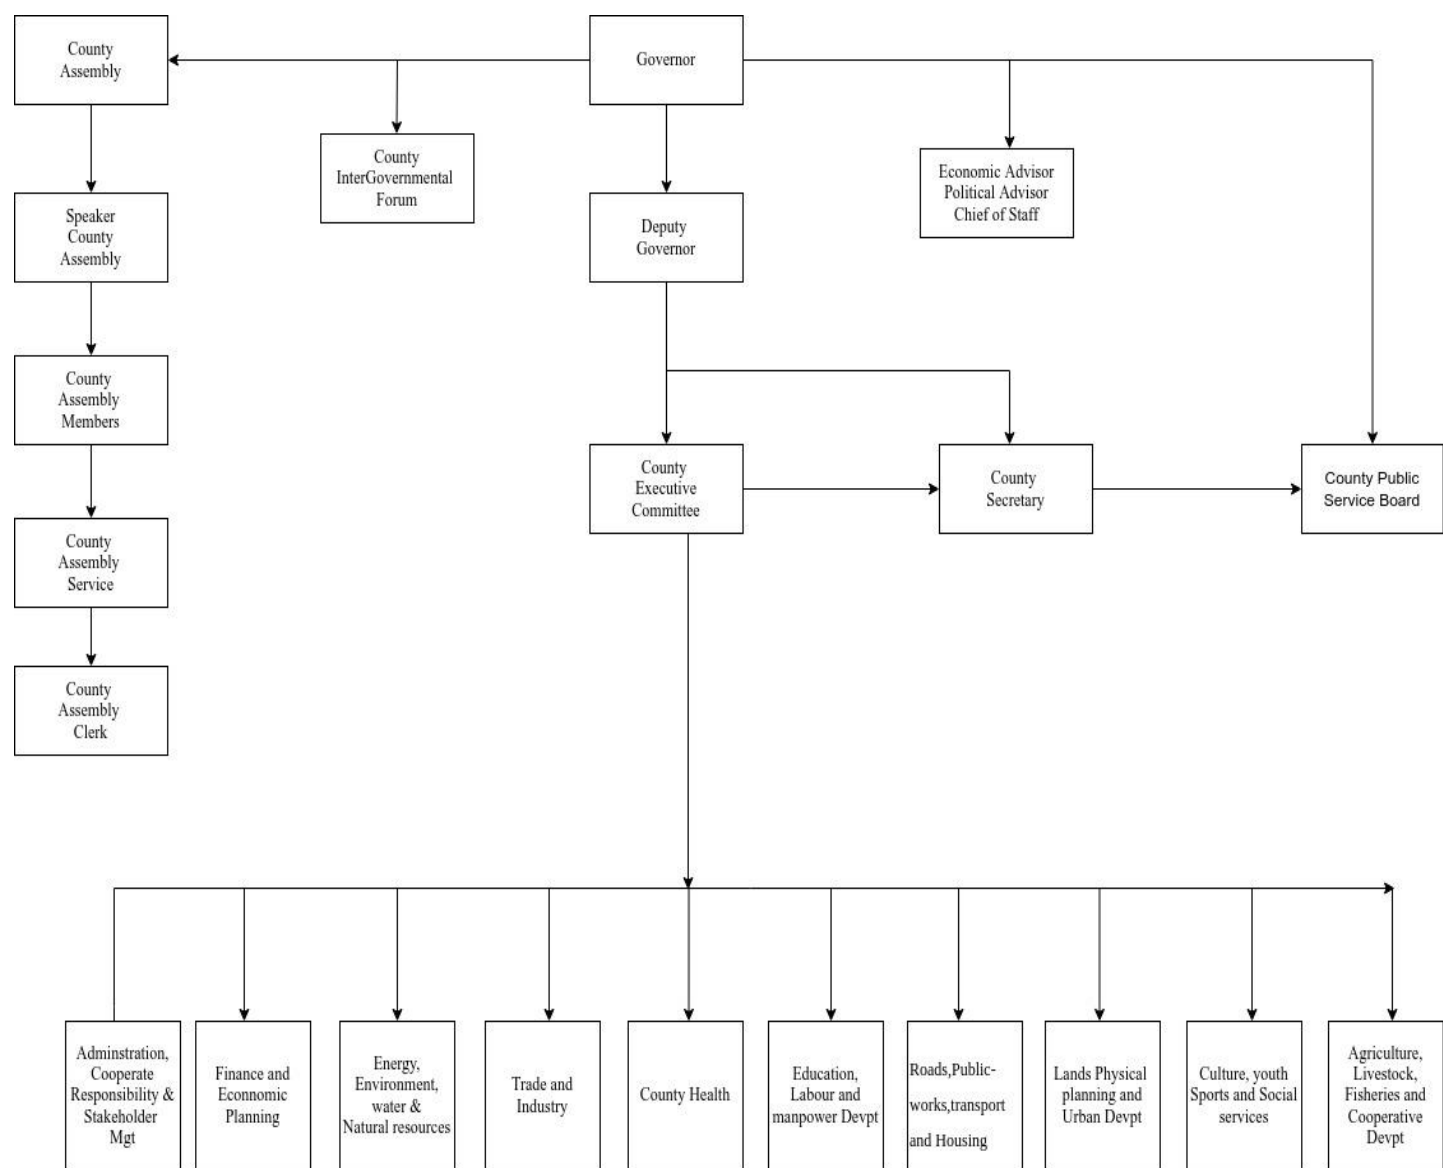 County
Assembly
Governor
County
InterGovernmental
Forum
Economic Advisor
Political Advisor
Chief of Staff
Speaker
County
Assembly
Deputy
Governor
County
Assembly
Members
County
Executive
Committee
County
Secretary
County Public
Service Board
County
Assembly
Service
County
Assembly
Clerk
Adminstration,
Cooperate
Responsibility &
Stakeholder
Mgt
Finance and
Enconomic
Planning
Energy,
Environment,
water &
Natural resources
Trade and
Industry
County Health
Education,
Labour and
manpower Devpt
Roads,Public-
works,transport
and Housing
Lands Physical
planning and
Urban Devpt
Culture, youth
Sports and Social
services
Agriculture,
Livestock,
Fisheries and
Cooperative
Devpt